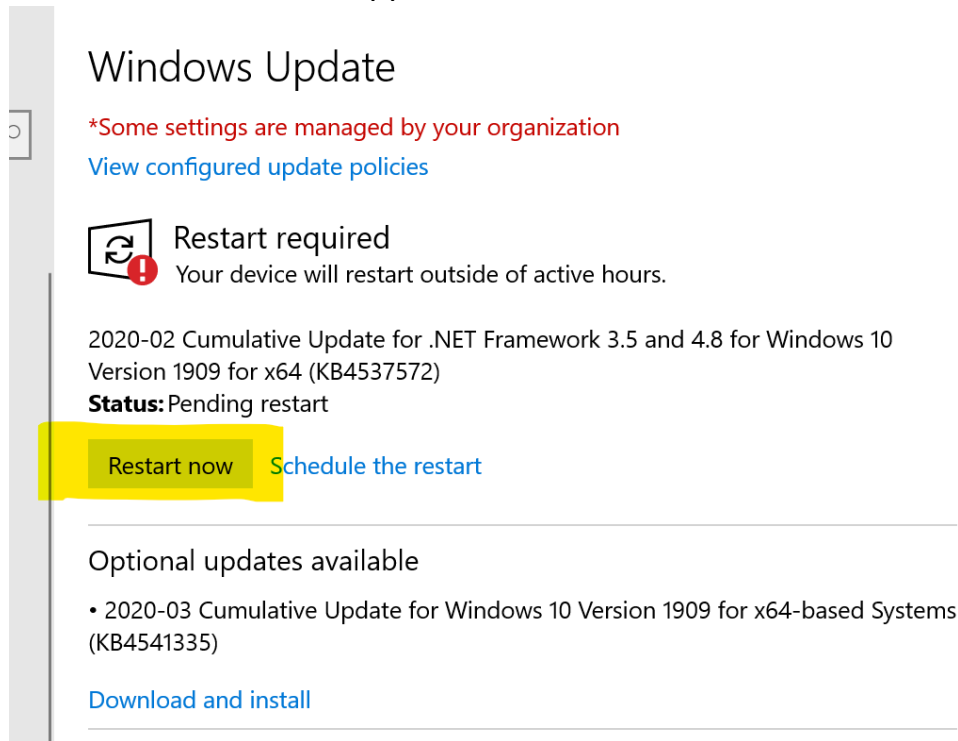 Windows Update
*Some settings are managed by your organization
View configured update policies
Restart required
Your device will restart outside of active hours.
2020-02 Cumulative Update for .NET Framework 3.5 and 4.8 for Windows 10
Version 1909 for x64 (KB4537572)
Status: Pending restart
Restart now Schedule the restart
Optional updates available
• 2020-03 Cumulative Update for Windows 10 Version 1909 for x64-based Systems
(KB4541335)
Download and install